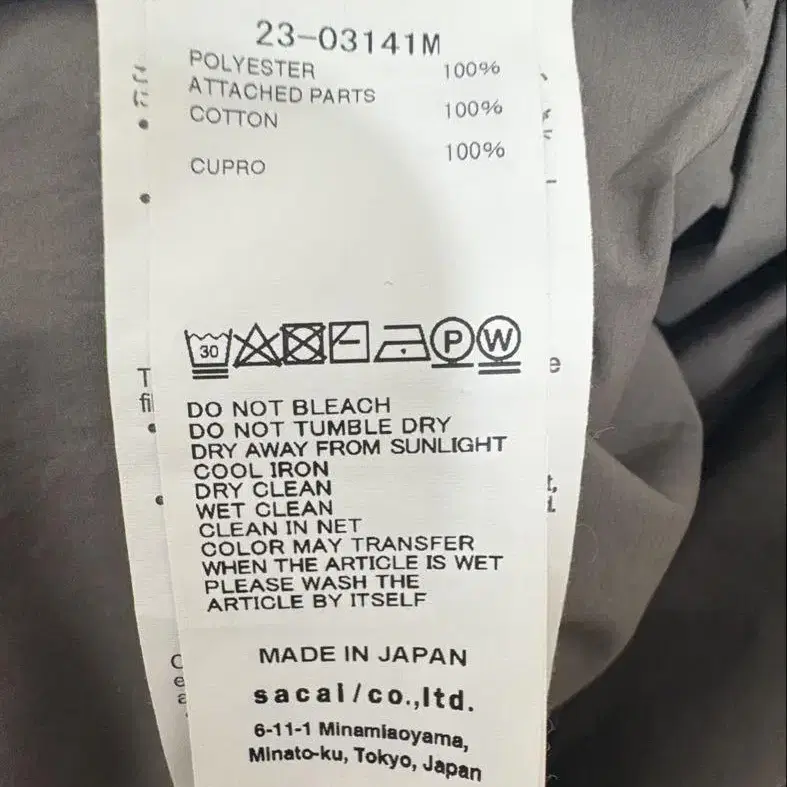 23-03141M
POLYESTER 100%
ATTACHED PARTS
COTTON 100%
CUPRO 100%
30 P W
DO NOT BLEACH
DO NOT TUMBLE DRY
DRY AWAY FROM SUNLIGHT
COOL IRON
DRY CLEAN
WET CLEAN
CLEAN IN NET
COLOR MAY TRANSFER
WHEN THE ARTICLE IS WET
PLEASE WASH THE
ARTICLE BY ITSELF
MADE IN JAPAN
sacai/co.,ltd.
6-11-1 Minamiaoyama,
Minato-ku, Tokyo, Japan